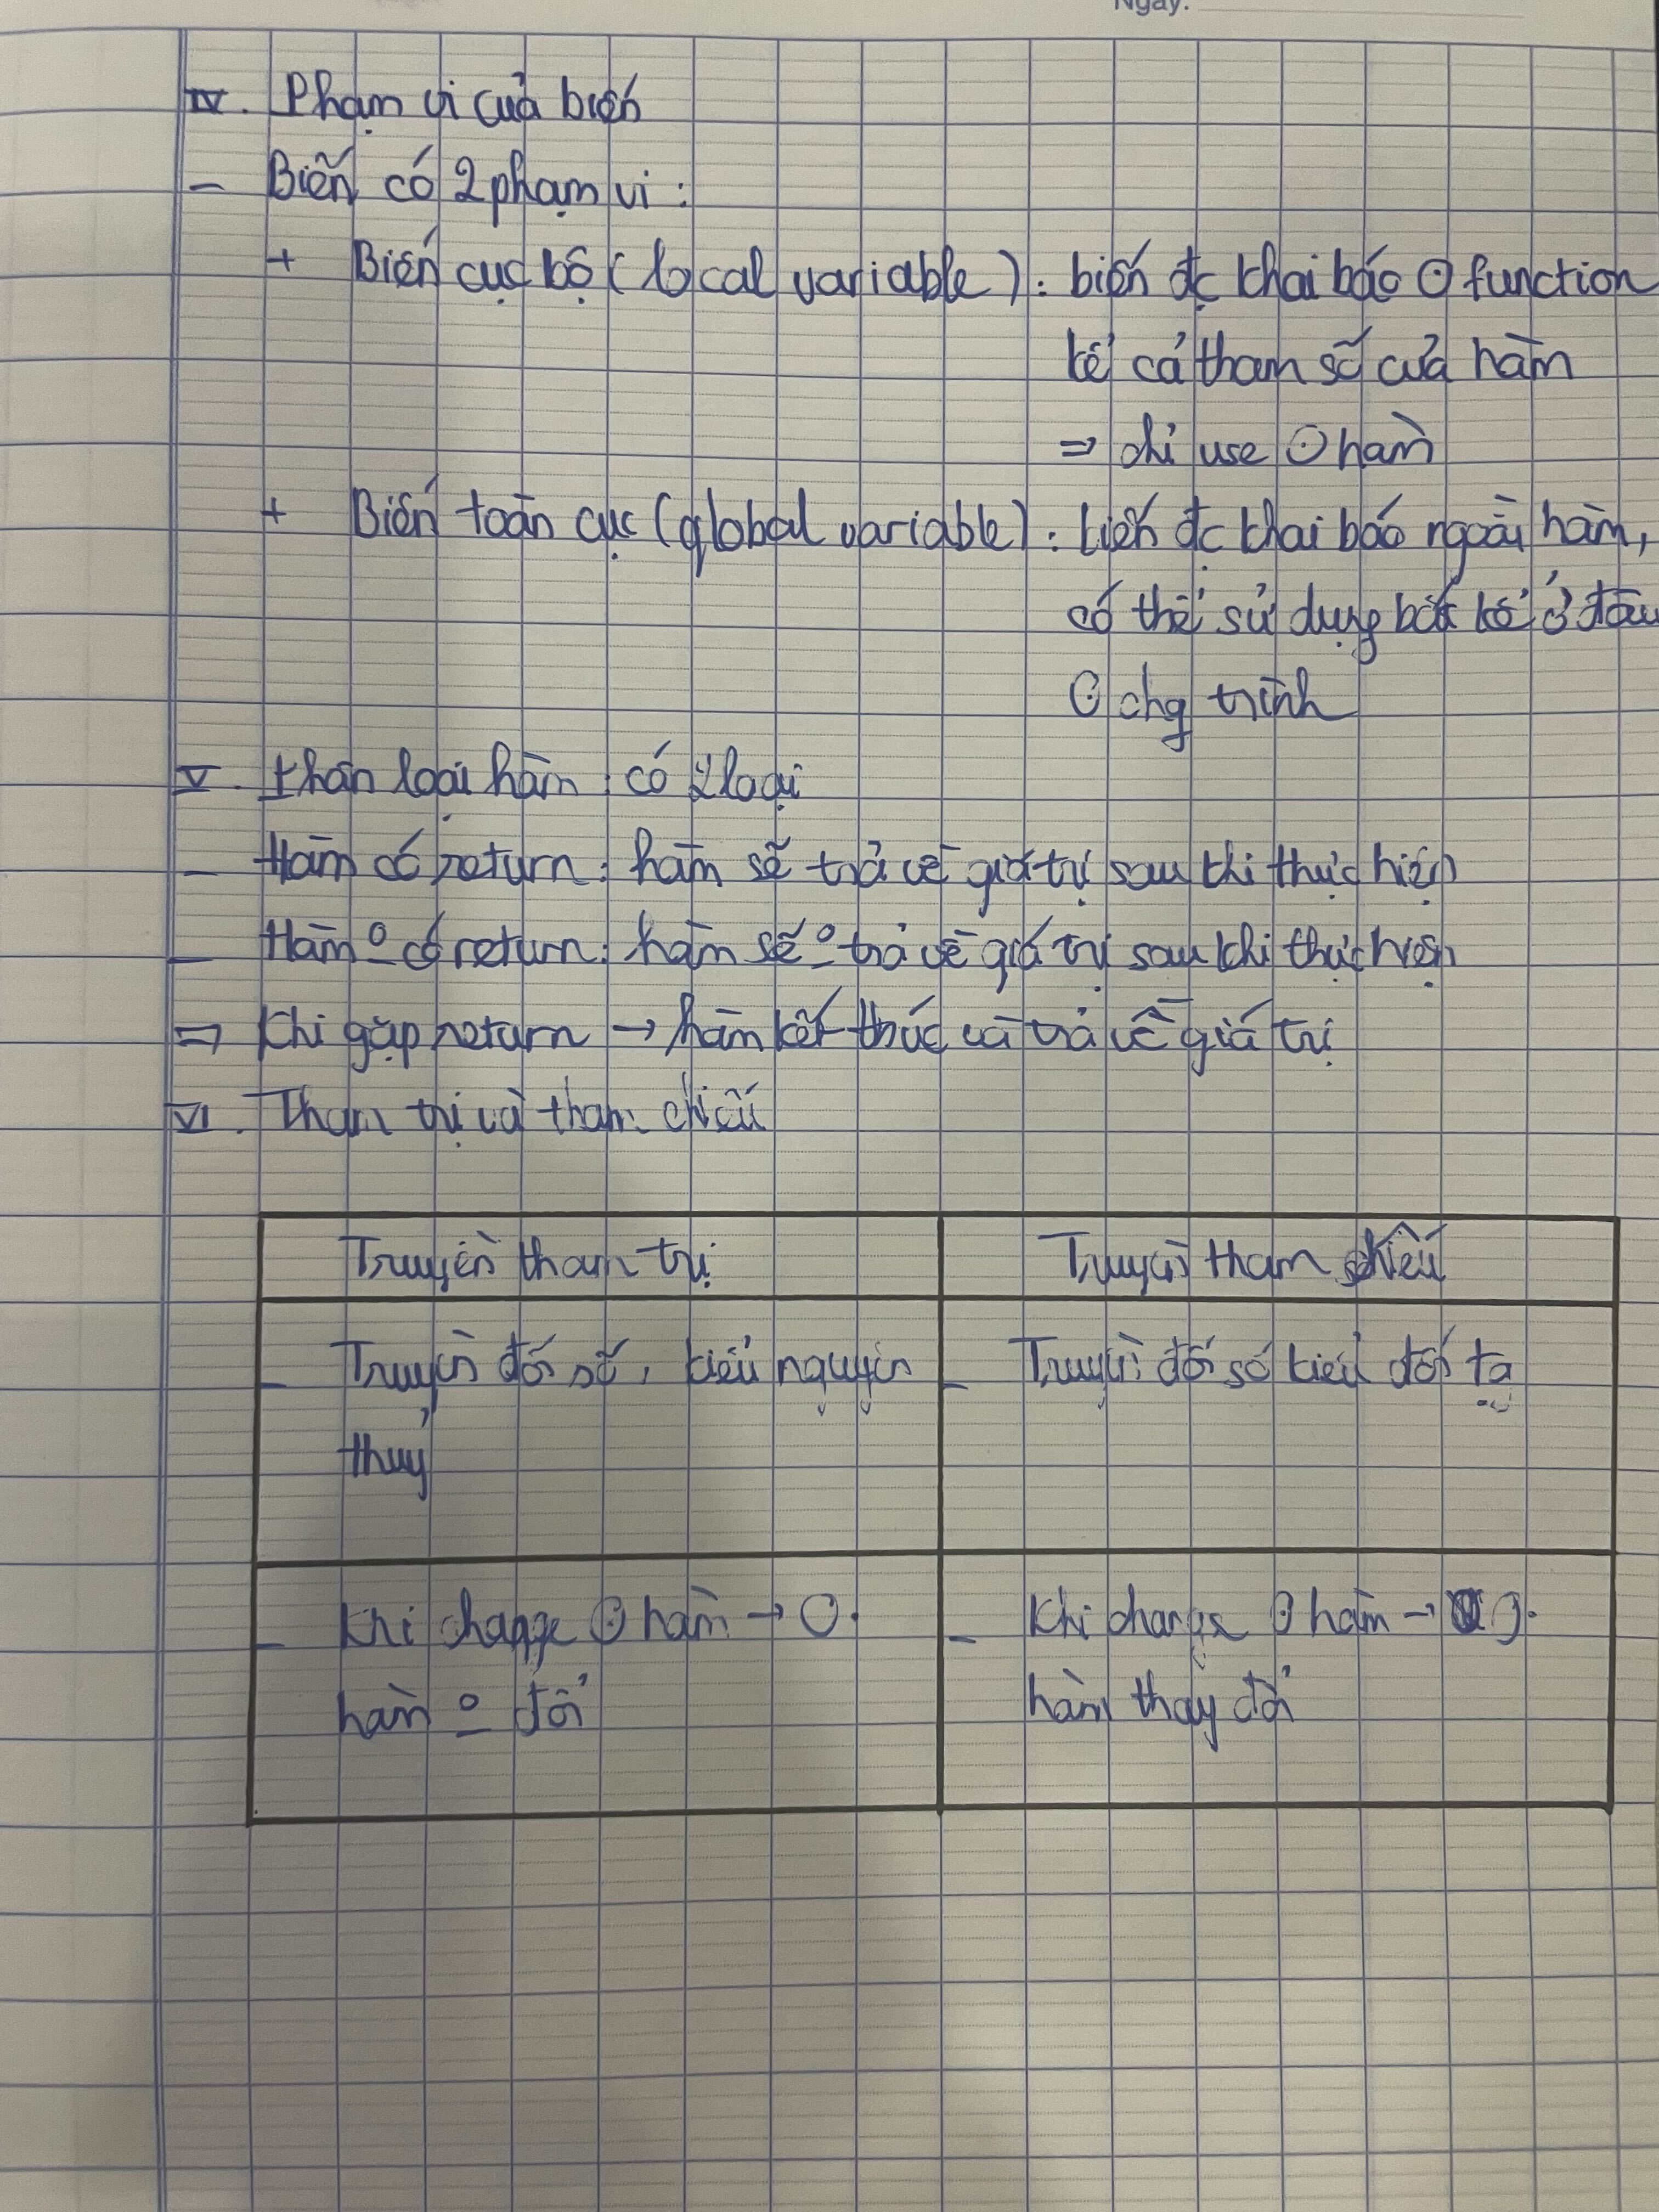 Ngày:
IV. Phạm vi của biến
- Biến có 2 phạm vi:
+ Biến cục bộ (local variable): biến đc khai báo ⊙ function
kể cả tham số của hàm
=> chỉ use ⊙ hàm
+ Biến toàn cục (global variable): biến đc khai báo ngoài hàm,
có thể sử dụng bất kể ở đâu
⊙ chg trình
V. Phân loại hàm: có 2 loại
- Hàm có return: hàm sẽ trả về giá trị sau khi thực hiện
- Hàm º có return: hàm sẽ º trả về giá trị sau khi thực hiện
=> Khi gặp return → hàm kết thúc và trả về giá trị
VI. Tham trị và tham chiếu
Truyền tham trị Truyền tham chiếu
- Truyền đối số, kiểu nguyên - Truyền đối số kiểu đối tg
thuỷ
- Khi change ⊙ hàm → O. - Khi change ⊙ hàm → O.
hàm º đổi hàm thay đổi